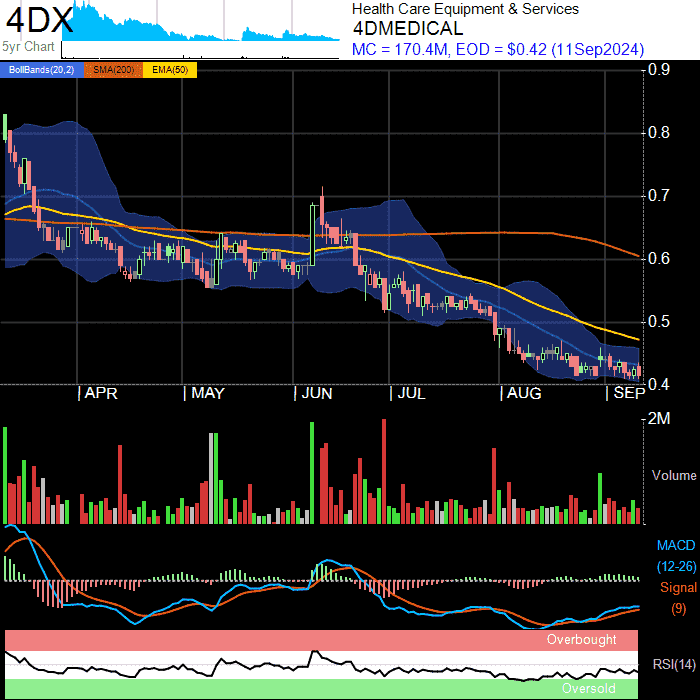 4DX
5yr Chart
Health Care Equipment & Services
4DMEDICAL
MC = 170.4M, EOD = $0.42 (11Sep2024)
BollBands(20,2) SMA(200) EMA(50)
0.9
0.8
0.7
0.6
0.5
0.4
APR MAY JUN JUL AUG SEP
2M
Volume
MACD
(12-26)
Signal
(9)
Overbought
RSI(14)
Oversold